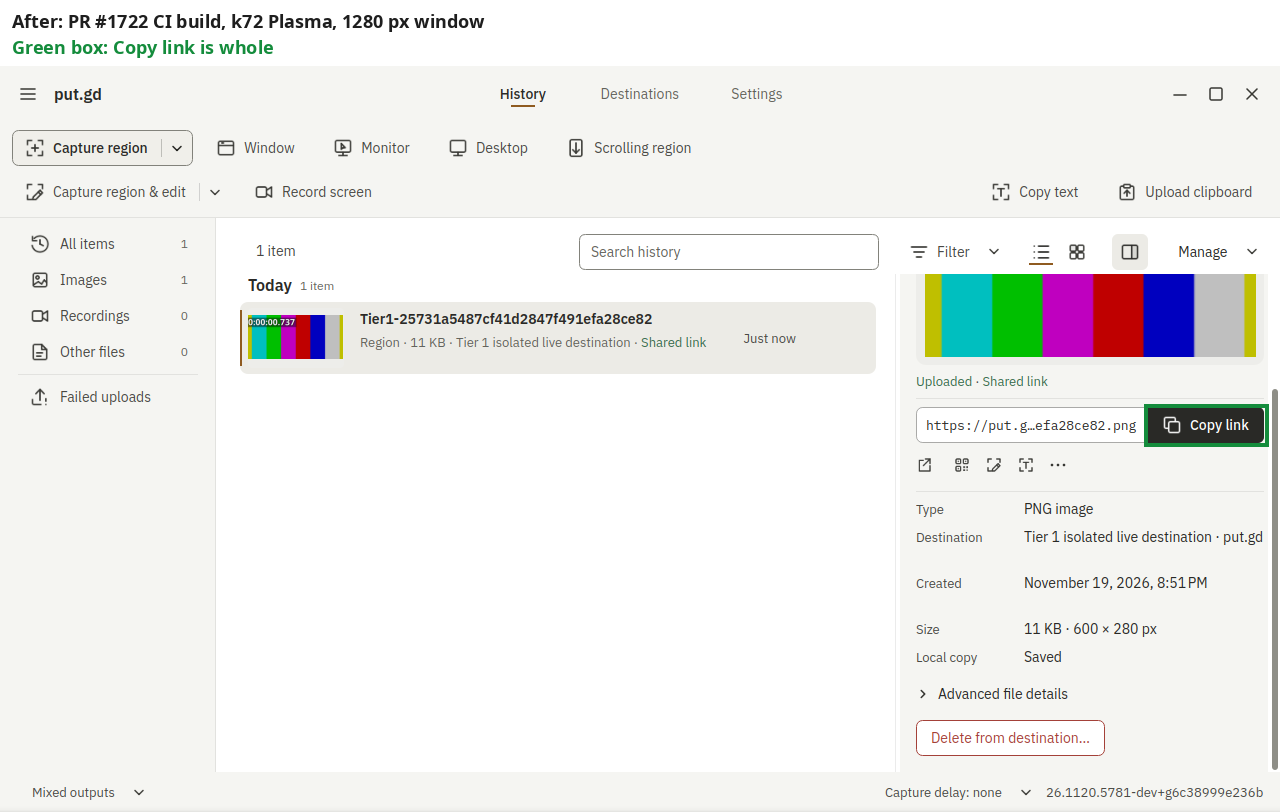 After: PR #1722 CI build, k72 Plasma, 1280 px window
Green box: Copy link is whole
put.gd
History
Destinations
Settings
Capture region
Window
Monitor
Desktop
Scrolling region
Capture region & edit
Record screen
Copy text
Upload clipboard
All items 1
Images 1
Recordings 0
Other files 0
Failed uploads
1 item
Search history
Filter
Manage
Today 1 item
0:00:00.737
Tier1-25731a5487cf41d2847f491efa28ce82
Region · 11 KB · Tier 1 isolated live destination · Shared link
Just now
Uploaded · Shared link
https://put.g…efa28ce82.png
Copy link
Type PNG image
Destination Tier 1 isolated live destination · put.gd
Created November 19, 2026, 8:51 PM
Size 11 KB · 600 × 280 px
Local copy Saved
Advanced file details
Delete from destination…
Mixed outputs
Capture delay: none
26.1120.5781-dev+g6c38999e236b